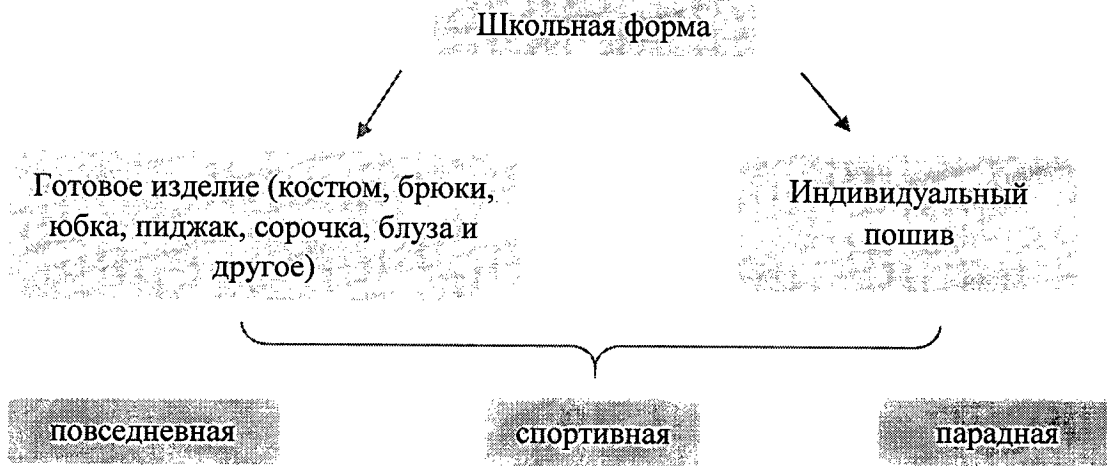 Школьная форма
Готовое изделие (костюм, брюки,
юбка, пиджак, сорочка, блуза и
другое)
Индивидуальный
пошив
повседневная
спортивная
парадная